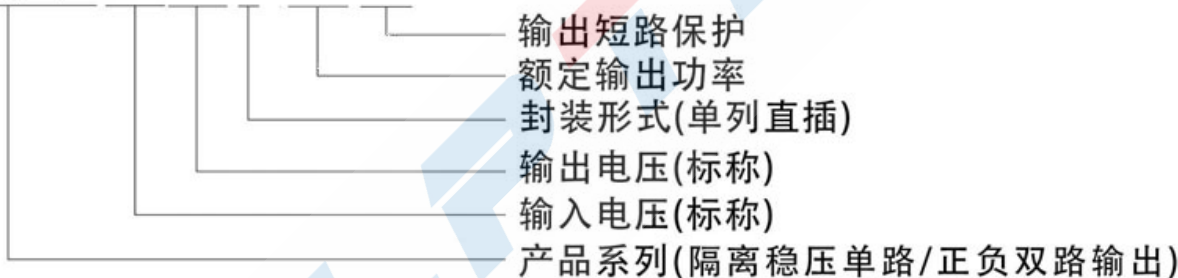 输出短路保护
额定输出功率
封装形式(单列直插)
输出电压(标称)
输入电压(标称)
产品系列(隔离稳压单路/正负双路输出)